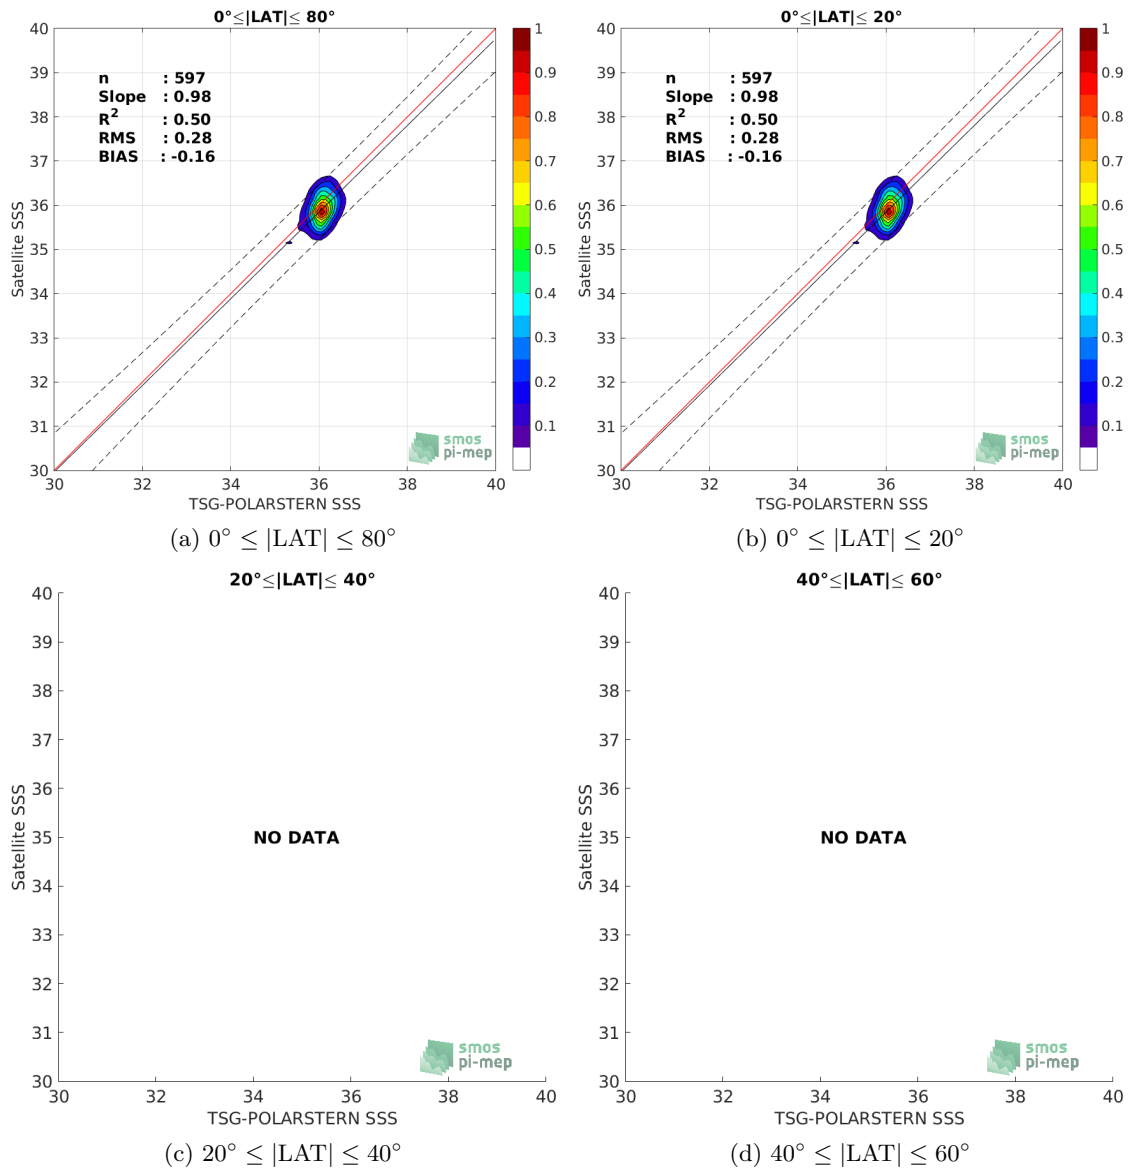 0°≤|LAT|≤ 80°
40
39
38
37
36
35
34
33
32
31
30
n : 597
Slope : 0.98
R2 : 0.50
RMS : 0.28
BIAS : -0.16
Satellite SSS
smos
pi-mep
30 32 34 36 38 40
TSG-POLARSTERN SSS
1
0.9
0.8
0.7
0.6
0.5
0.4
0.3
0.2
0.1
(a) 0° ≤ |LAT| ≤ 80°
0°≤|LAT|≤ 20°
40
39
38
37
36
35
34
33
32
31
30
n : 597
Slope : 0.98
R2 : 0.50
RMS : 0.28
BIAS : -0.16
Satellite SSS
smos
pi-mep
30 32 34 36 38 40
TSG-POLARSTERN SSS
1
0.9
0.8
0.7
0.6
0.5
0.4
0.3
0.2
0.1
(b) 0° ≤ |LAT| ≤ 20°
20°≤|LAT|≤ 40°
40
39
38
37
36
35
34
33
32
31
30
Satellite SSS
NO DATA
smos
pi-mep
30 32 34 36 38 40
TSG-POLARSTERN SSS
(c) 20° ≤ |LAT| ≤ 40°
40°≤|LAT|≤ 60°
40
39
38
37
36
35
34
33
32
31
30
Satellite SSS
NO DATA
smos
pi-mep
30 32 34 36 38 40
TSG-POLARSTERN SSS
(d) 40° ≤ |LAT| ≤ 60°